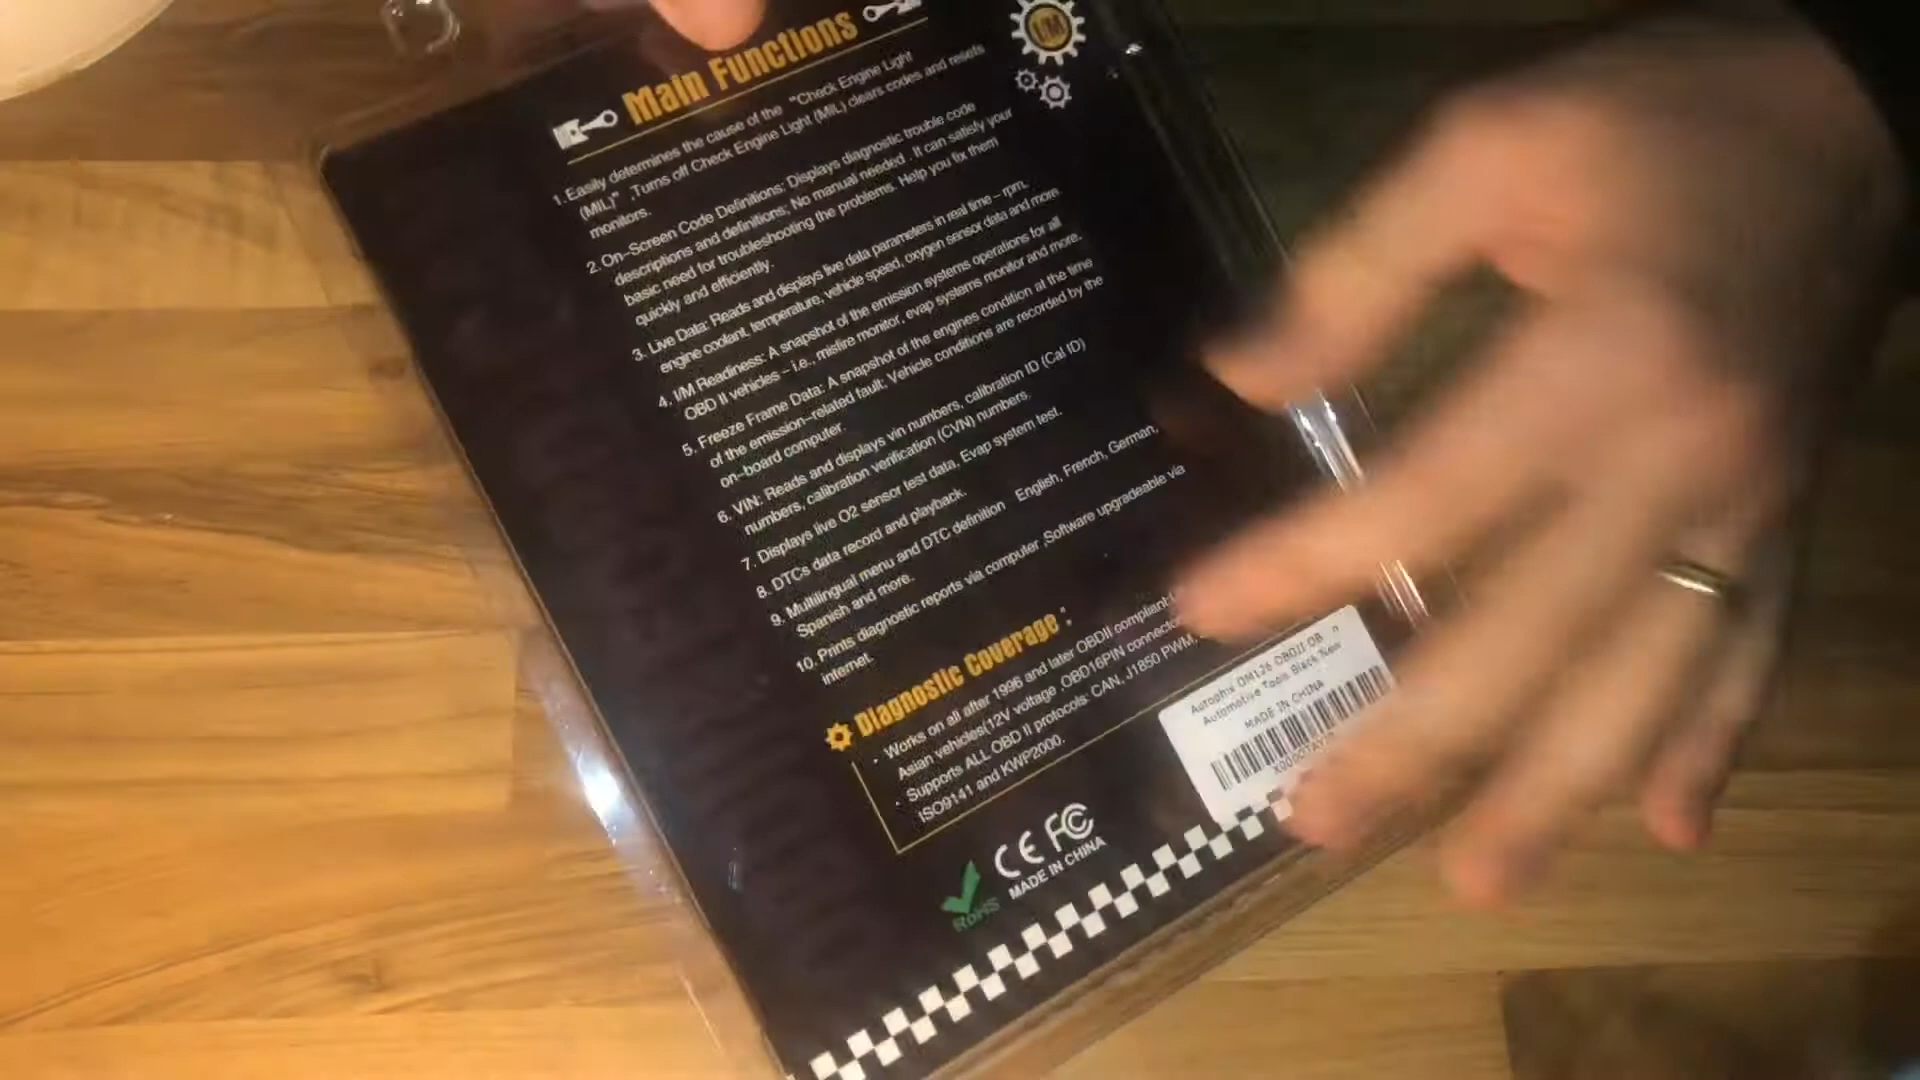 Main Functions
I/M
1. Easily determines the cause of the "Check Engine Light
(MIL)" ,Turns off Check Engine Light (MIL) clears codes and resets
monitors.
2. On-Screen Code Definitions: Displays diagnostic trouble code
descriptions and definitions; No manual needed . It can satisfy your
basic need for troubleshooting the problems. Help you fix them
quickly and efficiently.
3. Live Data: Reads and displays live data parameters in real time – rpm,
engine coolant, temperature, vehicle speed, oxygen sensor data and more.
4. I/M Readiness: A snapshot of the emission systems operations for all
OBD II vehicles – i.e., misfire monitor, evap systems monitor and more.
5. Freeze Frame Data: A snapshot of the engines condition at the time
of the emission-related fault. Vehicle conditions are recorded by the
on-board computer.
6. VIN: Reads and displays vin numbers, calibration ID (Cal ID)
numbers, calibration verification (CVN) numbers.
7. Displays live O2 sensor test data, Evap system test.
8. DTCs data record and playback.
9. Multilingual menu and DTC definition English, French, German,
Spanish and more.
10. Prints diagnostic reports via computer ,Software upgradeable via
internet.
Diagnostic Coverage :
• Works on all after 1996 and later OBDII compliant
Asian vehicles(12V voltage ,OBD16PIN connector
• Supports ALL OBD II protocols: CAN, J1850 PWM,
ISO9141 and KWP2000.
Autophix OM126 OBDII OB
Automotive Tools Black New
MADE IN CHINA
CE FC
MADE IN CHINA
RoHS